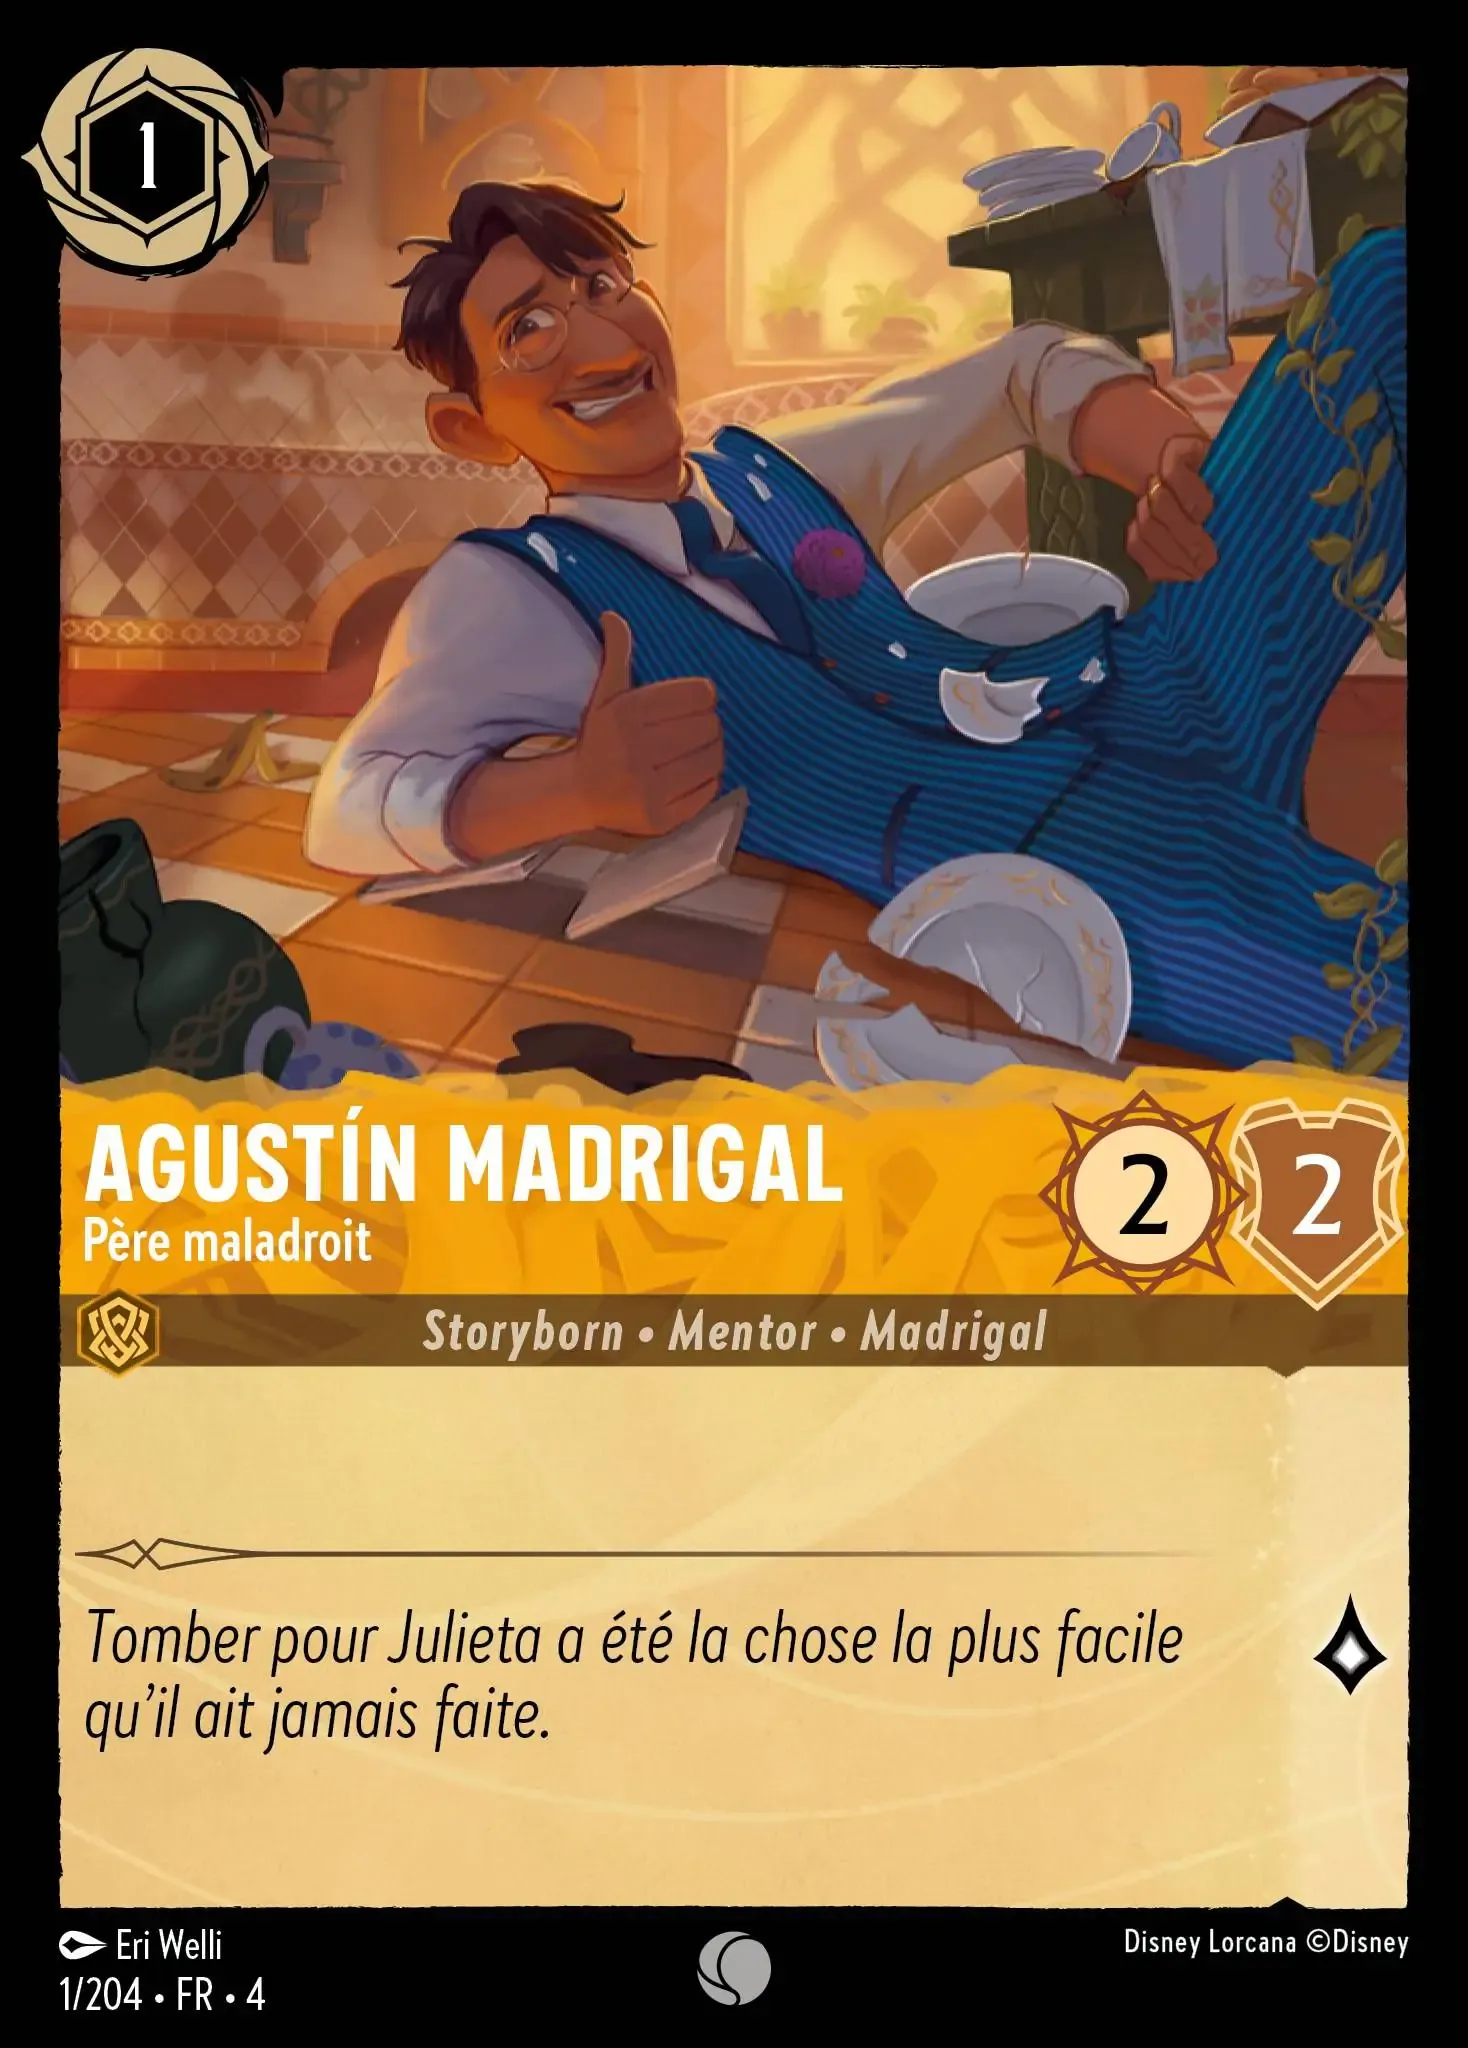 1
AGUSTÍN MADRIGAL
Père maladroit
2
2
Storyborn • Mentor • Madrigal
Tomber pour Julieta a été la chose la plus facile
qu'il ait jamais faite.
Eri Welli
1/204 • FR • 4
Disney Lorcana ©Disney